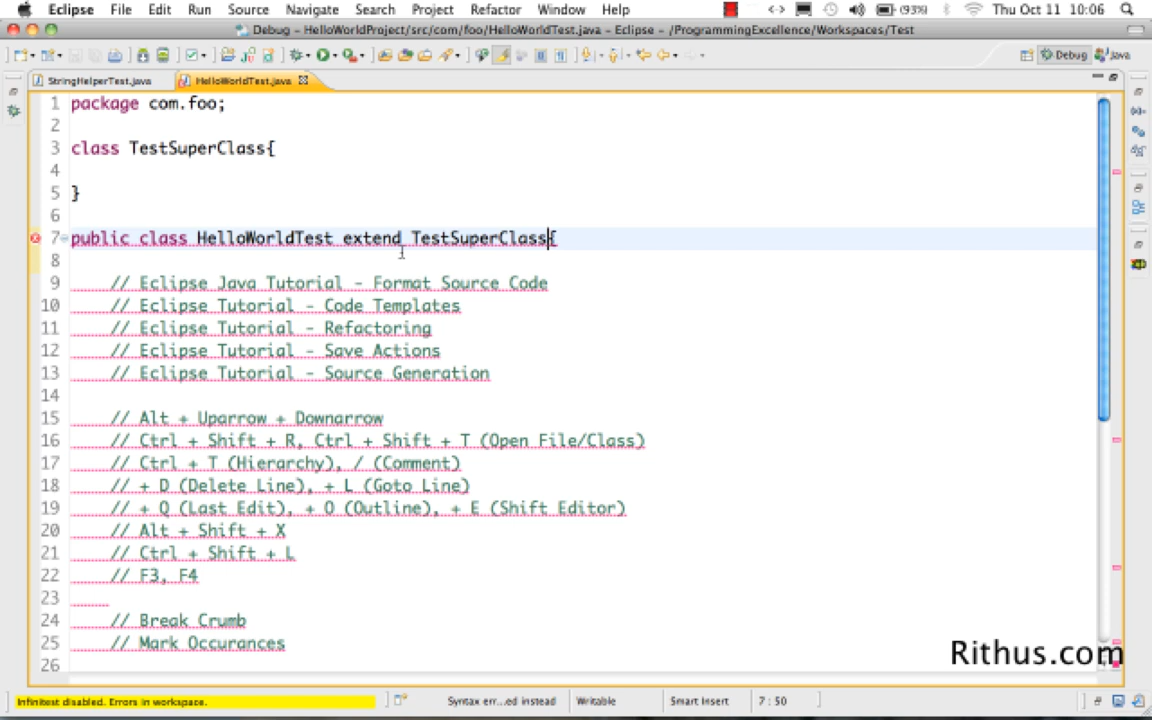 Eclipse File Edit Run Source Navigate Search Project Refactor Window Help (93%) Thu Oct 11 10:06
Debug - HelloWorldProject/src/com/foo/HelloWorldTest.java - Eclipse - /ProgrammingExcellence/Workspaces/Test
Debug Java
StringHelperTest.java HelloWorldTest.java
1 package com.foo;
2
3 class TestSuperClass{
4
5 }
6
7 public class HelloWorldTest extend TestSuperClass{
8
9 // Eclipse Java Tutorial - Format Source Code
10 // Eclipse Tutorial - Code Templates
11 // Eclipse Tutorial - Refactoring
12 // Eclipse Tutorial - Save Actions
13 // Eclipse Tutorial - Source Generation
14
15 // Alt + Uparrow + Downarrow
16 // Ctrl + Shift + R, Ctrl + Shift + T (Open File/Class)
17 // Ctrl + T (Hierarchy), / (Comment)
18 // + D (Delete Line), + L (Goto Line)
19 // + Q (Last Edit), + O (Outline), + E (Shift Editor)
20 // Alt + Shift + X
21 // Ctrl + Shift + L
22 // F3, F4
23
24 // Break Crumb
25 // Mark Occurances
26
Rithus.com
Infinitest disabled. Errors in workspace. Syntax err...ed instead Writable Smart Insert 7 : 50